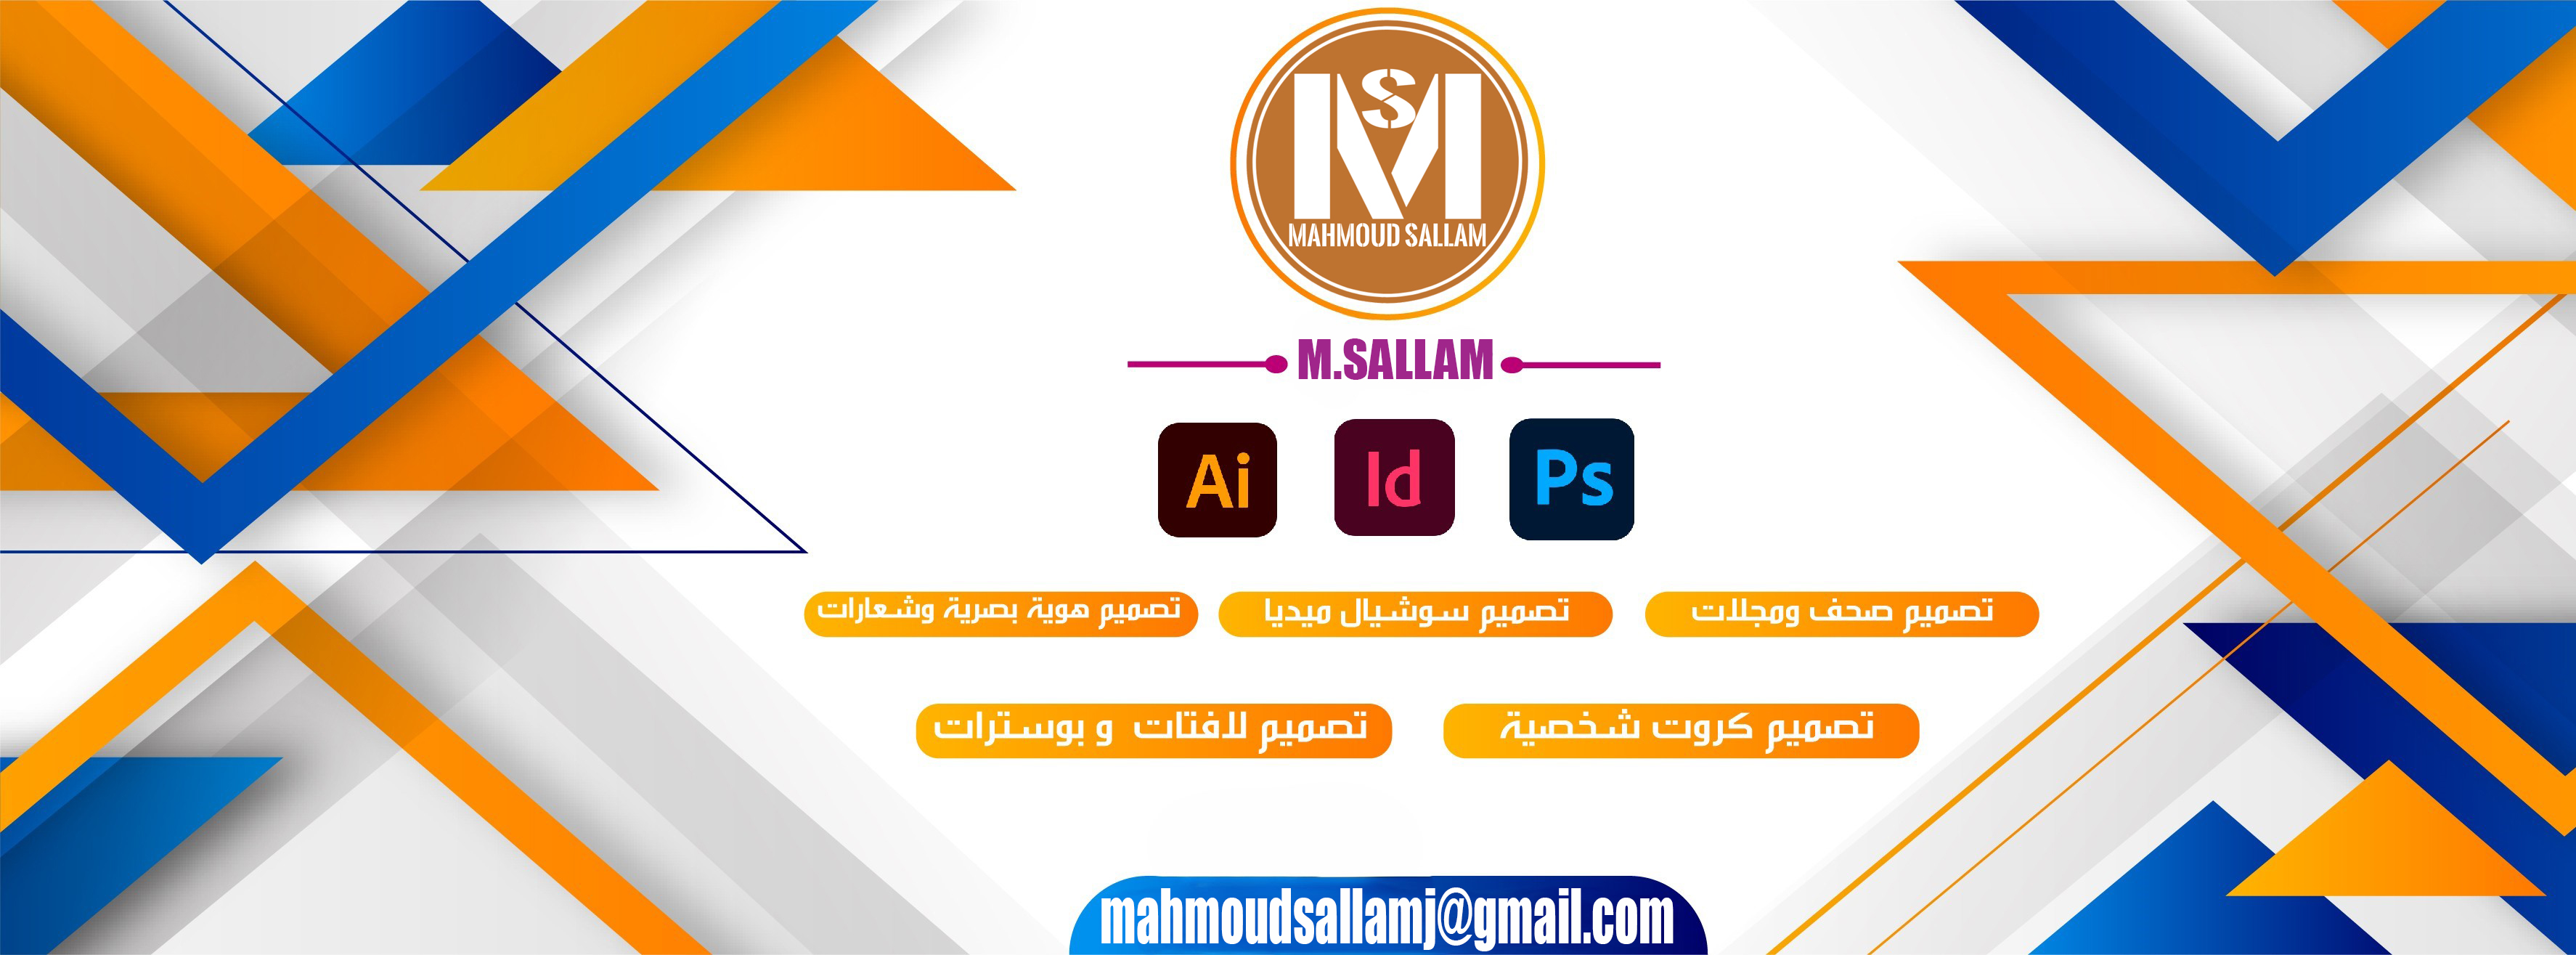 MS
MAHMOUD SALLAM
M.SALLAM
Ai Id Ps
تصميم صحف ومجلات
تصميم سوشيال ميديا
تصميم هوية بصرية وشعارات
تصميم كروت شخصية
تصميم لافتات و بوسترات
mahmoudsallamj@gmail.com